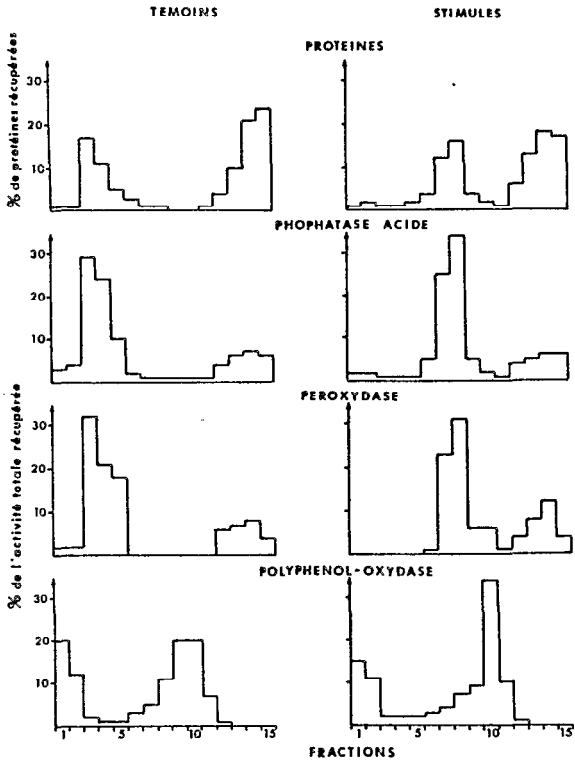 TEMOINS STIMULES
PROTEINES
% de protéines récupérées
30
20
10
PHOPHATASE ACIDE
30
20
10
PEROXYDASE
% de l'activité totale récupérée
30
20
10
POLYPHENOL-OXYDASE
30
20
10
1 5 10 15 1 5 10 15
FRACTIONS